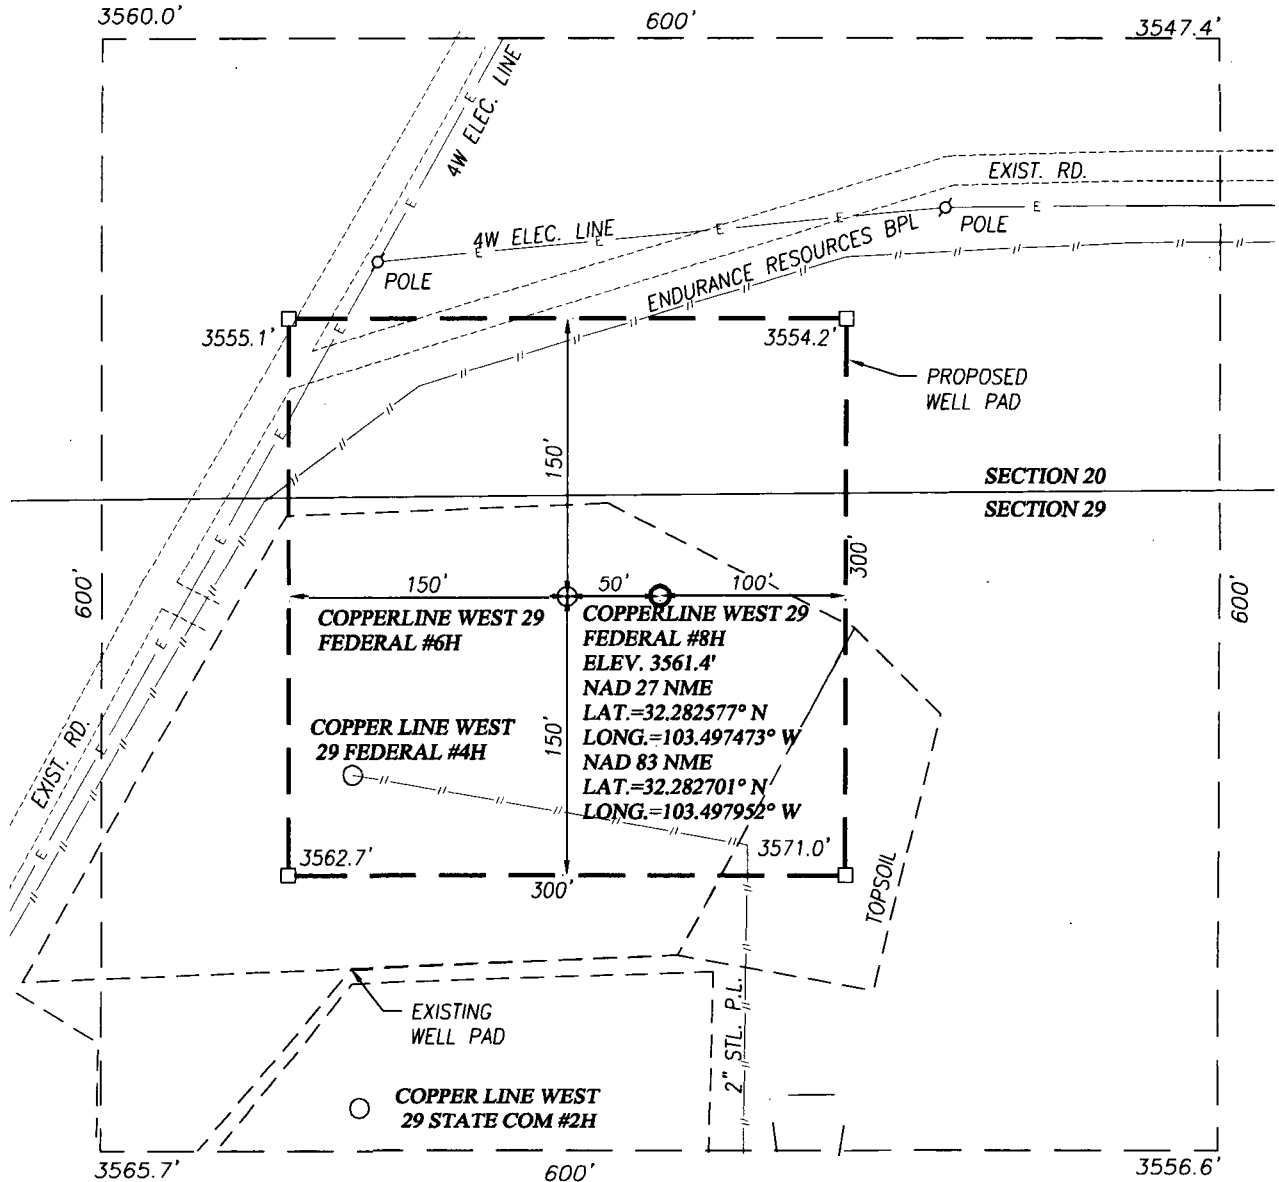 3560.0'
600'
3547.4'
4W ELEC. LINE
EXIST. RD.
4W ELEC. LINE
POLE
ENDURANCE RESOURCES BPL
POLE
3555.1'
3554.2'
PROPOSED
WELL PAD
150'
SECTION 20
SECTION 29
600'
150'
50'
100'
300'
600'
COPPERLINE WEST 29
FEDERAL #6H
COPPERLINE WEST 29
FEDERAL #8H
ELEV. 3561.4'
NAD 27 NME
LAT.=32.282577° N
LONG.=103.497473° W
NAD 83 NME
LAT.=32.282701° N
LONG.=103.497952° W
COPPER LINE WEST
29 FEDERAL #4H
150'
EXIST. RD.
3562.7'
3571.0'
300'
TOPSOIL
EXISTING
WELL PAD
2" STL. P.L.
COPPER LINE WEST
29 STATE COM #2H
3565.7'
600'
3556.6'